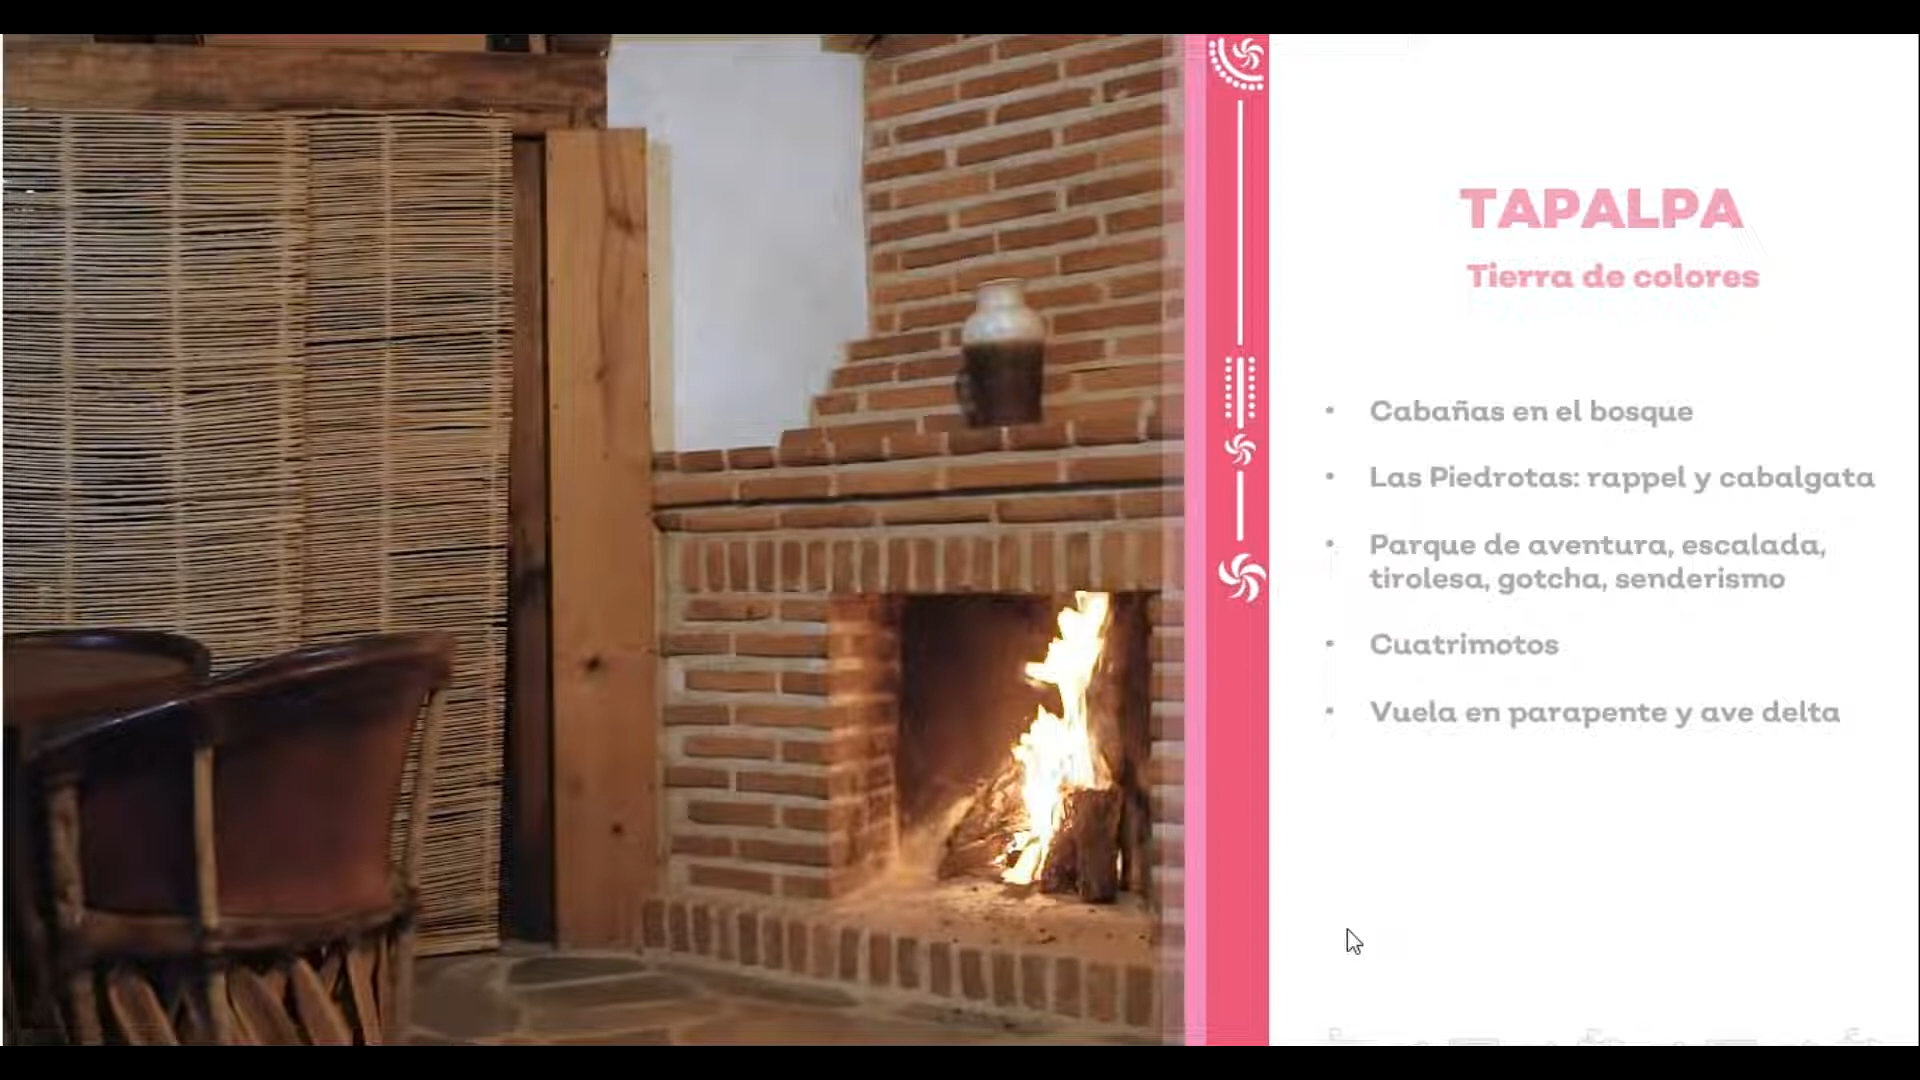 TAPALPA
Tierra de colores
• Cabañas en el bosque
• Las Piedrotas: rappel y cabalgata
• Parque de aventura, escalada,
tirolesa, gotcha, senderismo
• Cuatrimotos
• Vuela en parapente y ave delta